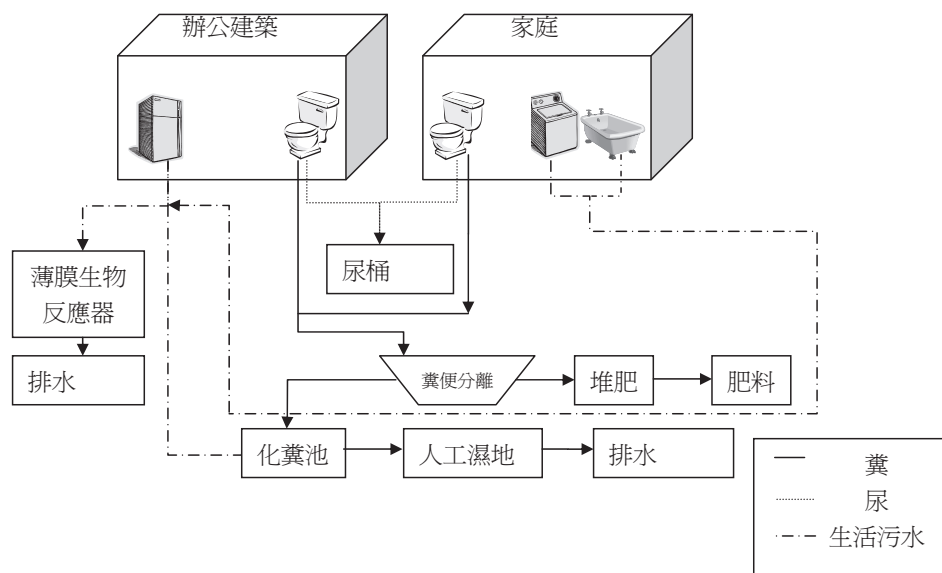 辦公建築
家庭
尿桶
薄膜生物
反應器
排水
糞便分離
堆肥
肥料
化糞池
人工濕地
排水
糞
尿
生活污水